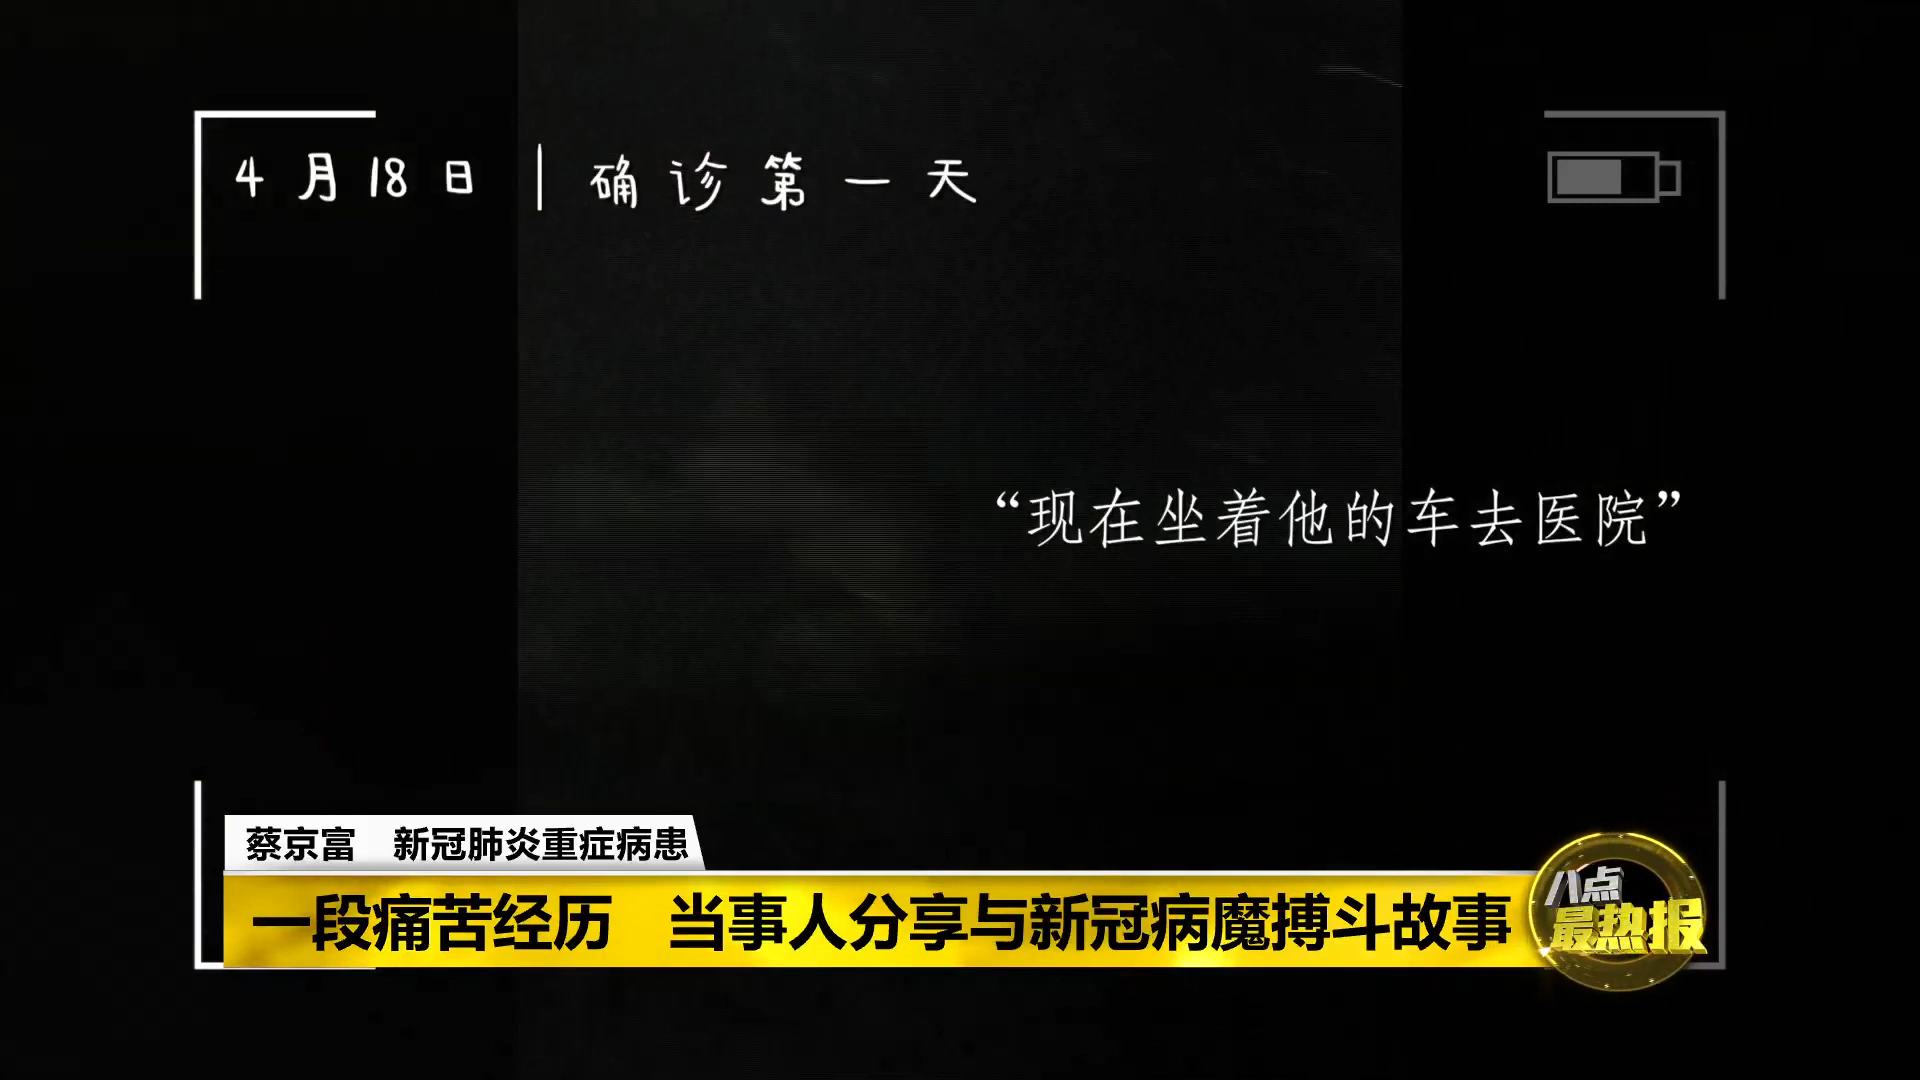 4月18日｜确诊第一天
“现在坐着他的车去医院”
蔡京富 新冠肺炎重症病患
一段痛苦经历 当事人分享与新冠病魔搏斗故事
八点
最热报